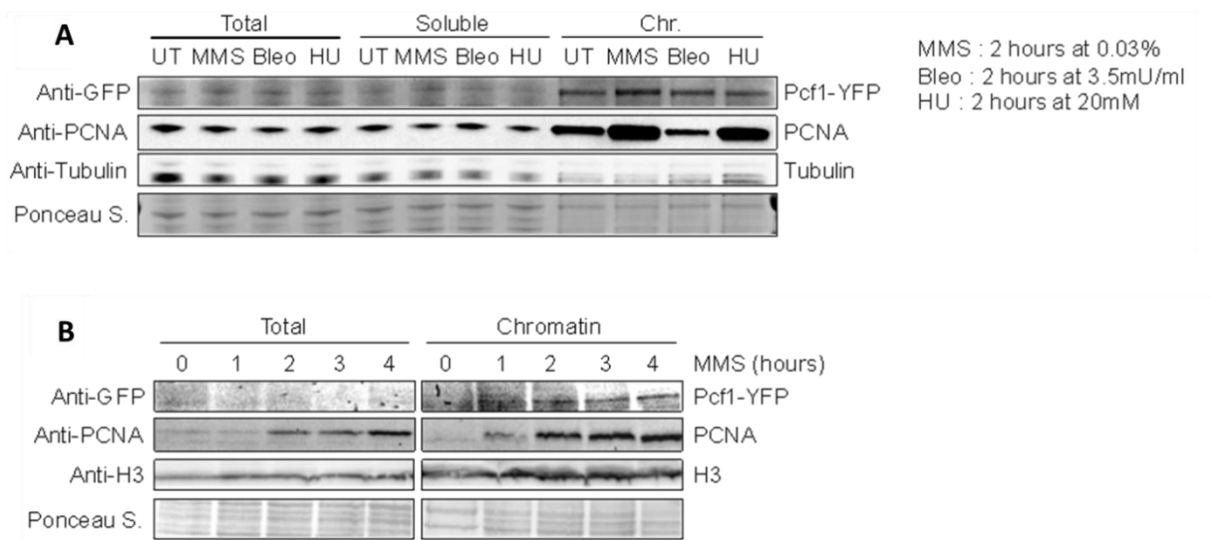 A
Total Soluble Chr.
UT MMS Bleo HU UT MMS Bleo HU UT MMS Bleo HU
Anti-GFP Pcf1-YFP
Anti-PCNA PCNA
Anti-Tubulin Tubulin
Ponceau S.
MMS : 2 hours at 0.03%
Bleo : 2 hours at 3.5mU/ml
HU : 2 hours at 20mM
B
Total Chromatin
0 1 2 3 4 0 1 2 3 4 MMS (hours)
Anti-GFP Pcf1-YFP
Anti-PCNA PCNA
Anti-H3 H3
Ponceau S.